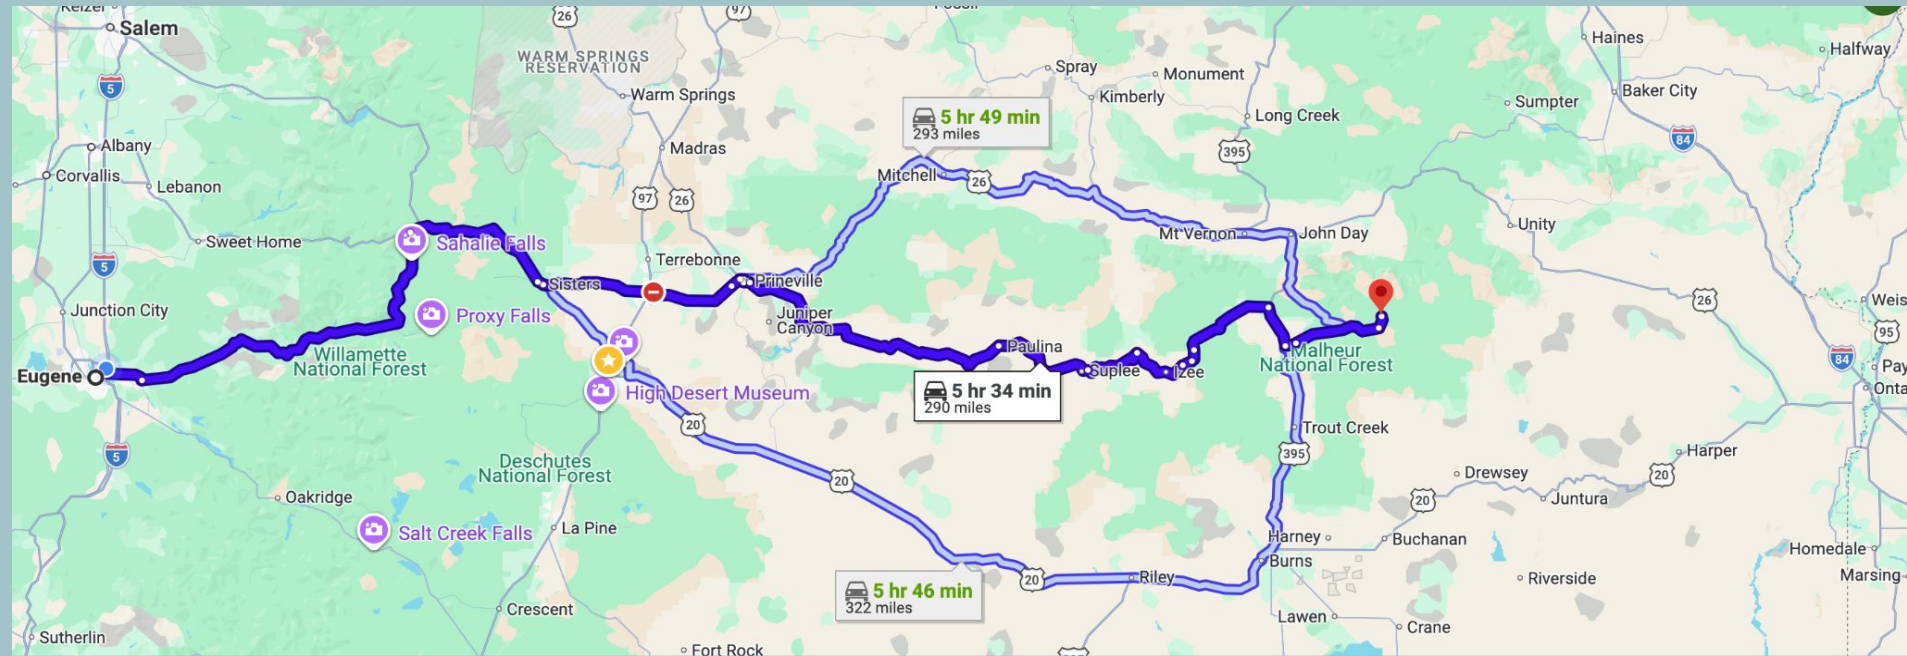 Keizer
26
97
Salem
Haines
Halfway
WARM SPRINGS
RESERVATION
5
Spray
Monument
Warm Springs
Kimberly
Sumpter
Baker City
5 hr 49 min
293 miles
Long Creek
84
Albany
Madras
395
Corvallis
Lebanon
Mitchell
26
97
26
Unity
Sweet Home
Sahalie Falls
Mt Vernon
John Day
5
Terrebonne
Sisters
Prineville
26
Weis
Junction City
Proxy Falls
Juniper
Canyon
95
Willamette
National Forest
Paulina
Malheur
National Forest
84
Eugene
Suplee
Izee
Pay
Onta
5 hr 34 min
290 miles
High Desert Museum
20
Trout Creek
5
395
Harper
Deschutes
National Forest
20
Drewsey
20
Oakridge
20
Juntura
Salt Creek Falls
La Pine
Harney
Buchanan
Homedale
Burns
20
Riley
Riverside
Marsing
5 hr 46 min
322 miles
Crescent
Lawen
Crane
Sutherlin
Fort Rock